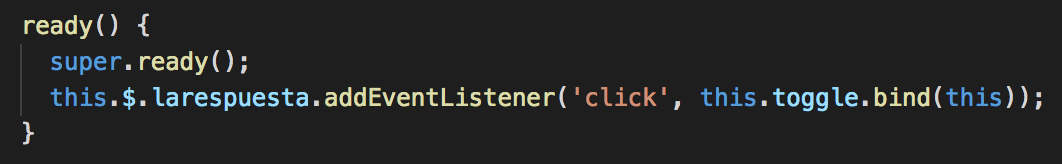 ready() {
super.ready();
this.$.larespuesta.addEventListener('click', this.toggle.bind(this));
}